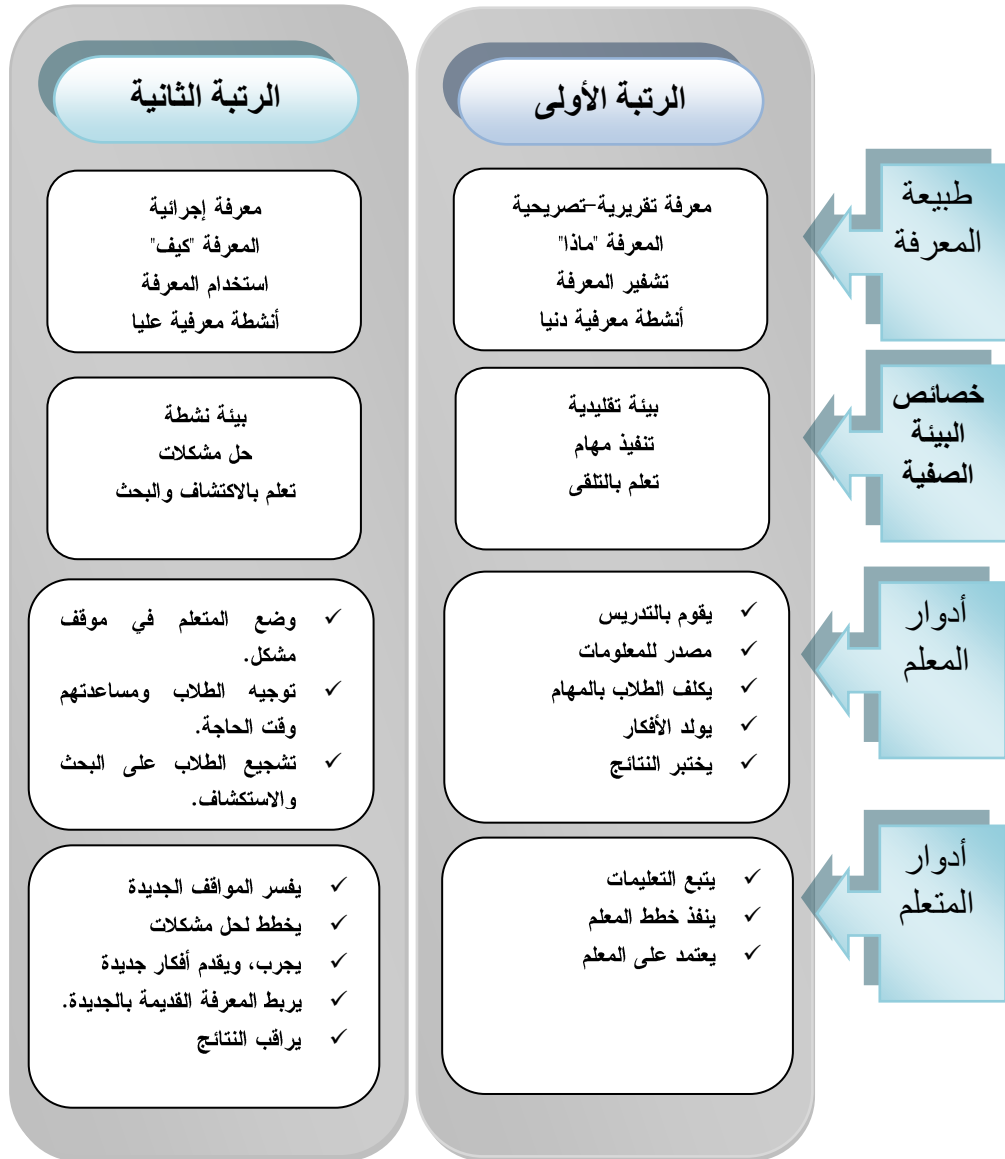 الرتبة الأولى
الرتبة الثانية
طبيعة
المعرفة
معرفة تقريرية-تصريحية
المعرفة "ماذا"
تشفير المعرفة
أنشطة معرفية دنيا
معرفة إجرائية
المعرفة "كيف"
استخدام المعرفة
أنشطة معرفية عليا
خصائص
البيئة
الصفية
بيئة تقليدية
تنفيذ مهام
تعلم بالتلقى
بيئة نشطة
حل مشكلات
تعلم بالاكتشاف والبحث
أدوار
المعلم
✓ يقوم بالتدريس
✓ مصدر للمعلومات
✓ يكلف الطلاب بالمهام
✓ يولد الأفكار
✓ يختبر النتائج
✓ وضع المتعلم في موقف
مشكل.
✓ توجيه الطلاب ومساعدتهم
وقت الحاجة.
✓ تشجيع الطلاب على البحث
والاستكشاف.
أدوار
المتعلم
✓ يتبع التعليمات
✓ ينفذ خطط المعلم
✓ يعتمد على المعلم
✓ يفسر المواقف الجديدة
✓ يخطط لحل مشكلات
✓ يجرب، ويقدم أفكار جديدة
✓ يربط المعرفة القديمة بالجديدة.
✓ يراقب النتائج